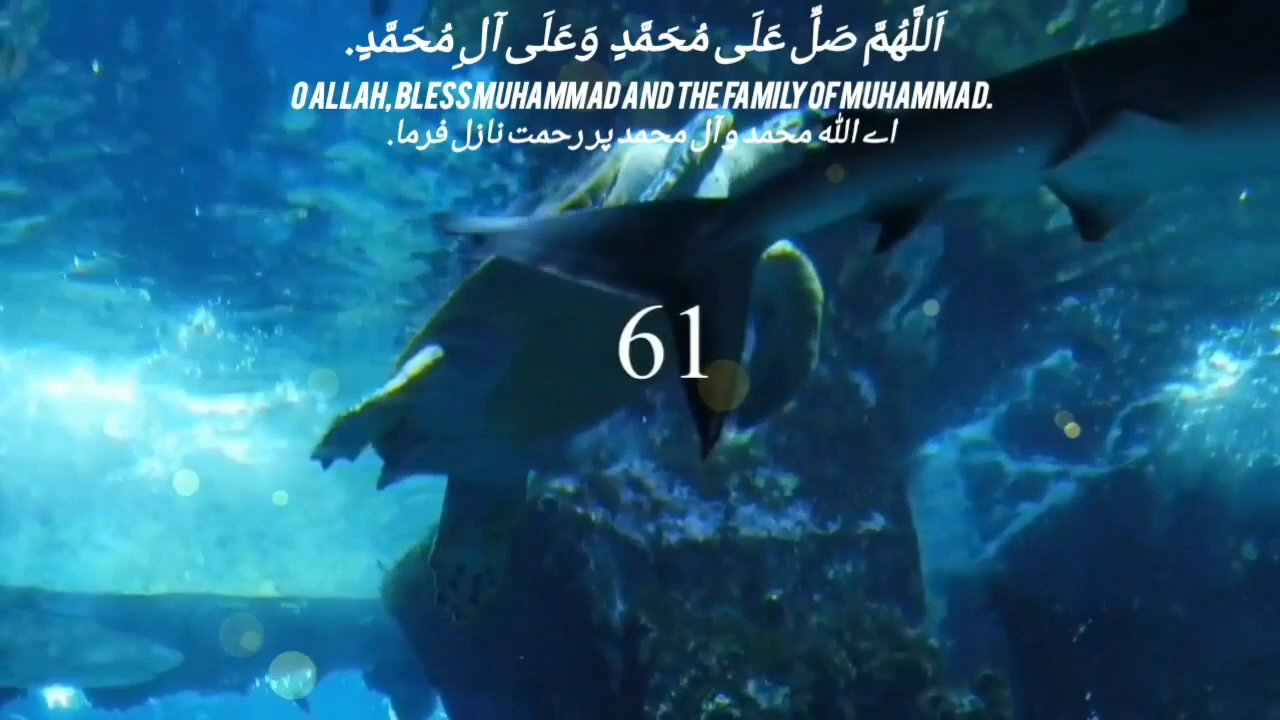 اَللّٰهُمَّ صَلِّ عَلَى مُحَمَّدٍ وَعَلَى آلِ مُحَمَّدٍ.
O ALLAH, BLESS MUHAMMAD AND THE FAMILY OF MUHAMMAD.
اے اللہ محمد و آل محمد پر رحمت نازل فرما.
61